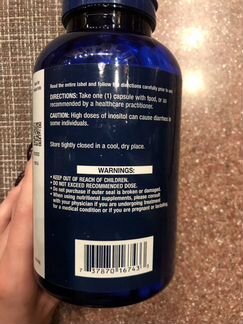 Read the entire label and follow the directions carefully prior to use.
DIRECTIONS: Take one (1) capsule with food, or as
recommended by a healthcare practitioner.
CAUTION: High doses of inositol can cause diarrhea in
some individuals.
Store tightly closed in a cool, dry place.
WARNINGS:
• KEEP OUT OF REACH OF CHILDREN.
• DO NOT EXCEED RECOMMENDED DOSE.
• Do not purchase if outer seal is broken or damaged.
• When using nutritional supplements, please consult
with your physician if you are undergoing treatment
for a medical condition or if you are pregnant or lactating.
7 37870 16743 8